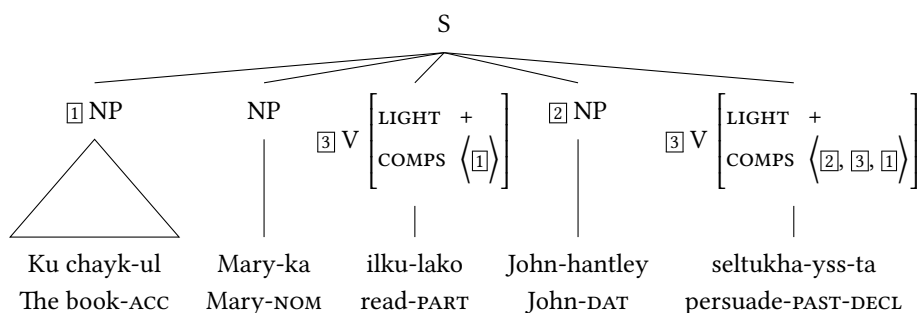 S
1 NP NP 3 V [LIGHT + COMPS ⟨1⟩] 2 NP 3 V [LIGHT + COMPS ⟨2, 3, 1⟩]
Ku chayk-ul Mary-ka ilku-lako John-hantley seltukha-yss-ta
The book-ACC Mary-NOM read-PART John-DAT persuade-PAST-DECL